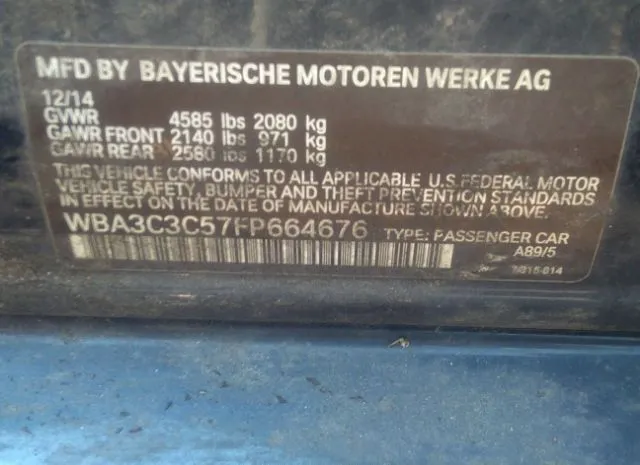 MFD BY BAYERISCHE MOTOREN WERKE AG
12/14
GVWR 4585 lbs 2080 kg
GAWR FRONT 2140 lbs 971 kg
GAWR REAR 2560 lbs 1170 kg
THIS VEHICLE CONFORMS TO ALL APPLICABLE U.S.FEDERAL MOTOR
VEHICLE SAFETY, BUMPER, AND THEFT PREVENTION STANDARDS
IN EFFECT ON THE DATE OF MANUFACTURE SHOWN ABOVE.
WBA3C3C57FP664676 TYPE: PASSENGER CAR
A89/5